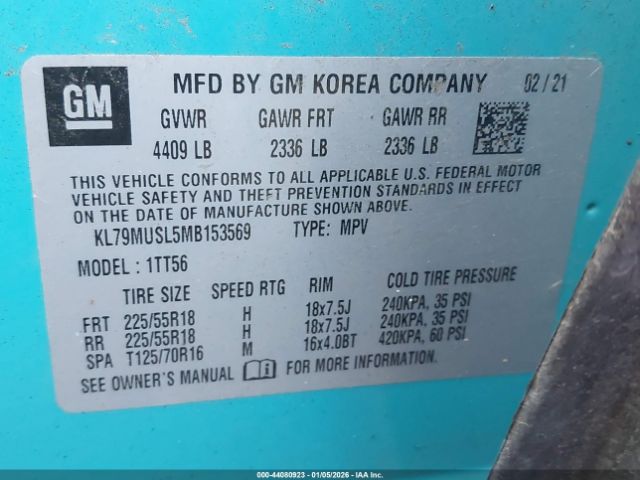 GM
MFD BY GM KOREA COMPANY 02/21
GVWR GAWR FRT GAWR RR
4409 LB 2336 LB 2336 LB
THIS VEHICLE CONFORMS TO ALL APPLICABLE U.S. FEDERAL MOTOR
VEHICLE SAFETY AND THEFT PREVENTION STANDARDS IN EFFECT
ON THE DATE OF MANUFACTURE SHOWN ABOVE.
KL79MUSL5MB153569 TYPE: MPV
MODEL: 1TT56
TIRE SIZE SPEED RTG RIM COLD TIRE PRESSURE
FRT 225/55R18 H 18x7.5J 240KPA, 35 PSI
RR 225/55R18 H 18x7.5J 240KPA, 35 PSI
SPA T125/70R16 M 16x4.0BT 420KPA, 60 PSI
SEE OWNER'S MANUAL FOR MORE INFORMATION.
000-44080923 - 01/05/2026 - IAA Inc.